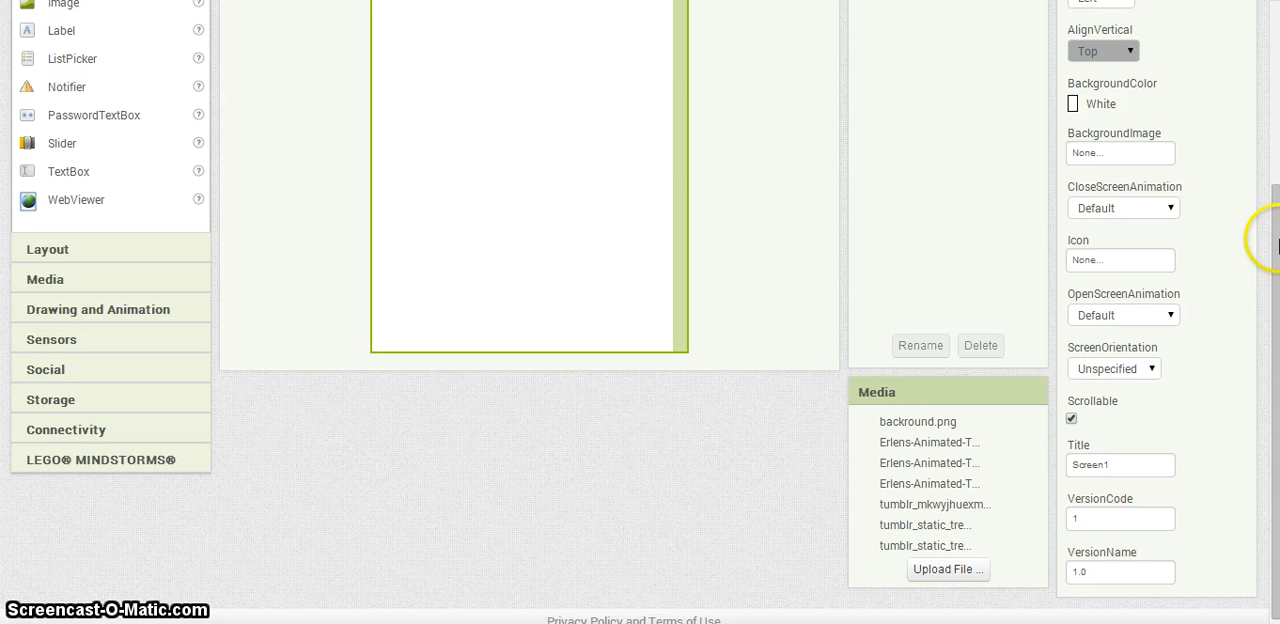 Image
Label
ListPicker
Notifier
PasswordTextBox
Slider
TextBox
WebViewer
Layout
Media
Drawing and Animation
Sensors
Social
Storage
Connectivity
LEGO® MINDSTORMS®
Rename Delete
Media
backround.png
Erlens-Animated-T...
Erlens-Animated-T...
Erlens-Animated-T...
tumblr_mkwyjhuexm...
tumblr_static_tre...
tumblr_static_tre...
Upload File ...
Left
AlignVertical
Top
BackgroundColor
White
BackgroundImage
None...
CloseScreenAnimation
Default
Icon
None...
OpenScreenAnimation
Default
ScreenOrientation
Unspecified
Scrollable
Title
Screen1
VersionCode
1
VersionName
1.0
Screencast-O-Matic.com
Privacy Policy and Terms of Use